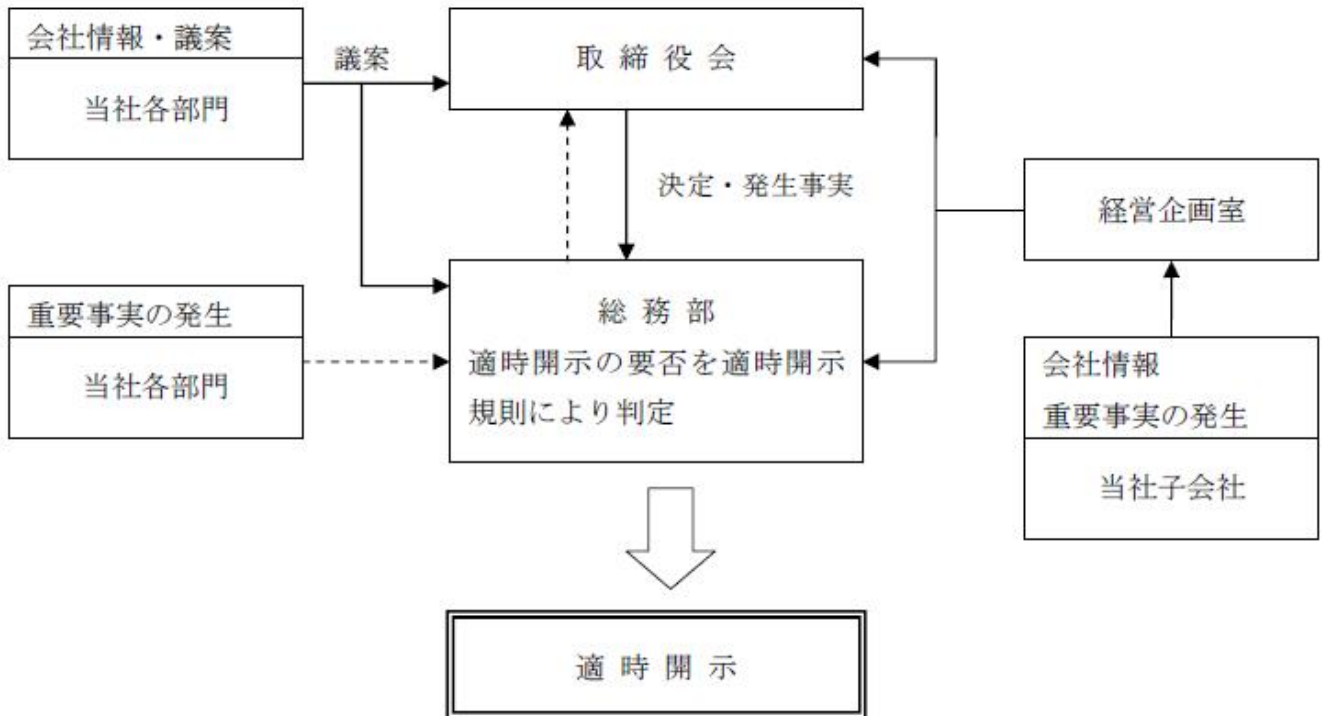 会社情報・議案
当社各部門
議案
取 締 役 会
決定・発生事実
経営企画室
重要事実の発生
当社各部門
総 務 部
適時開示の要否を適時開示
規則により判定
会社情報
重要事実の発生
当社子会社
適 時 開 示